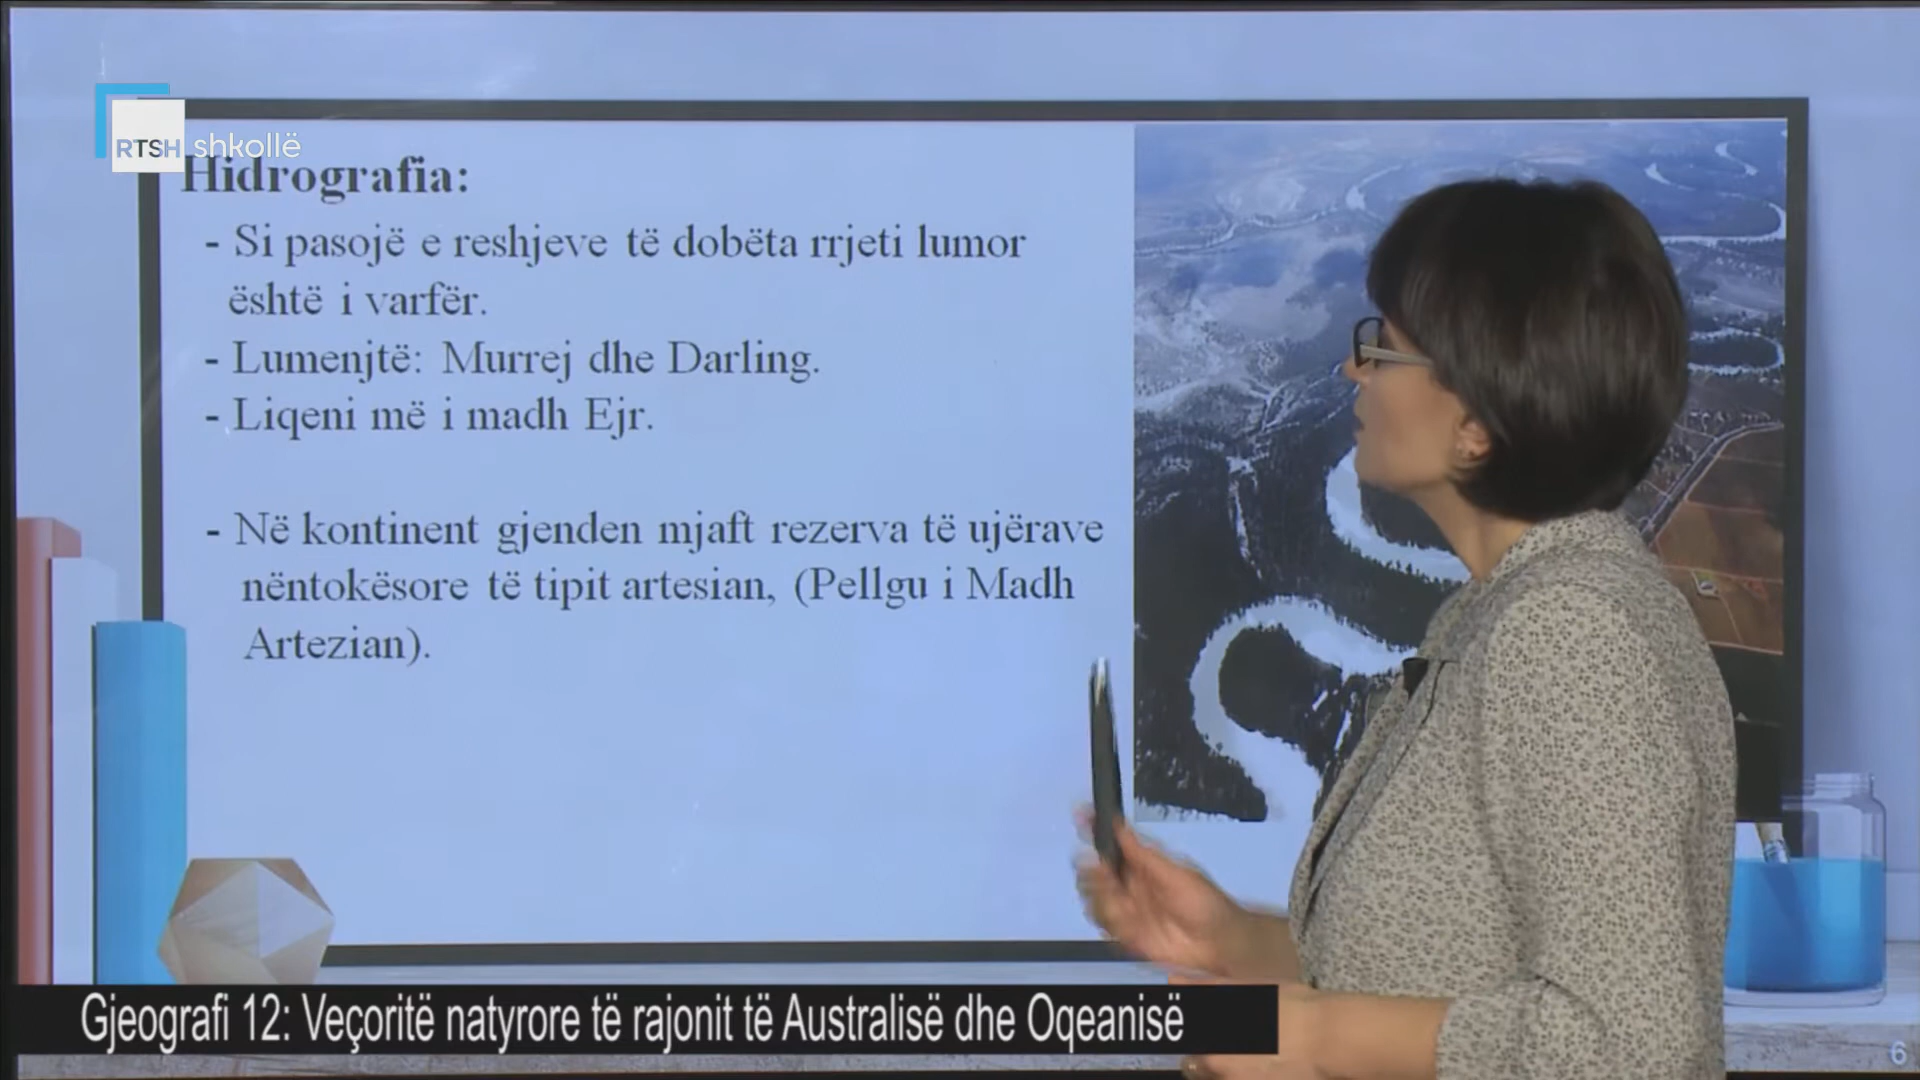 RTSH shkollë
Hidrografia:
- Si pasojë e reshjeve të dobëta rrjeti lumor
është i varfër.
- Lumenjtë: Murrej dhe Darling.
- Liqeni më i madh Ejr.
- Në kontinent gjenden mjaft rezerva të ujërave
nëntokësore të tipit artesian, (Pellgu i Madh
Artezian).
Gjeografi 12: Veçoritë natyrore të rajonit të Australisë dhe Oqeanisë
6